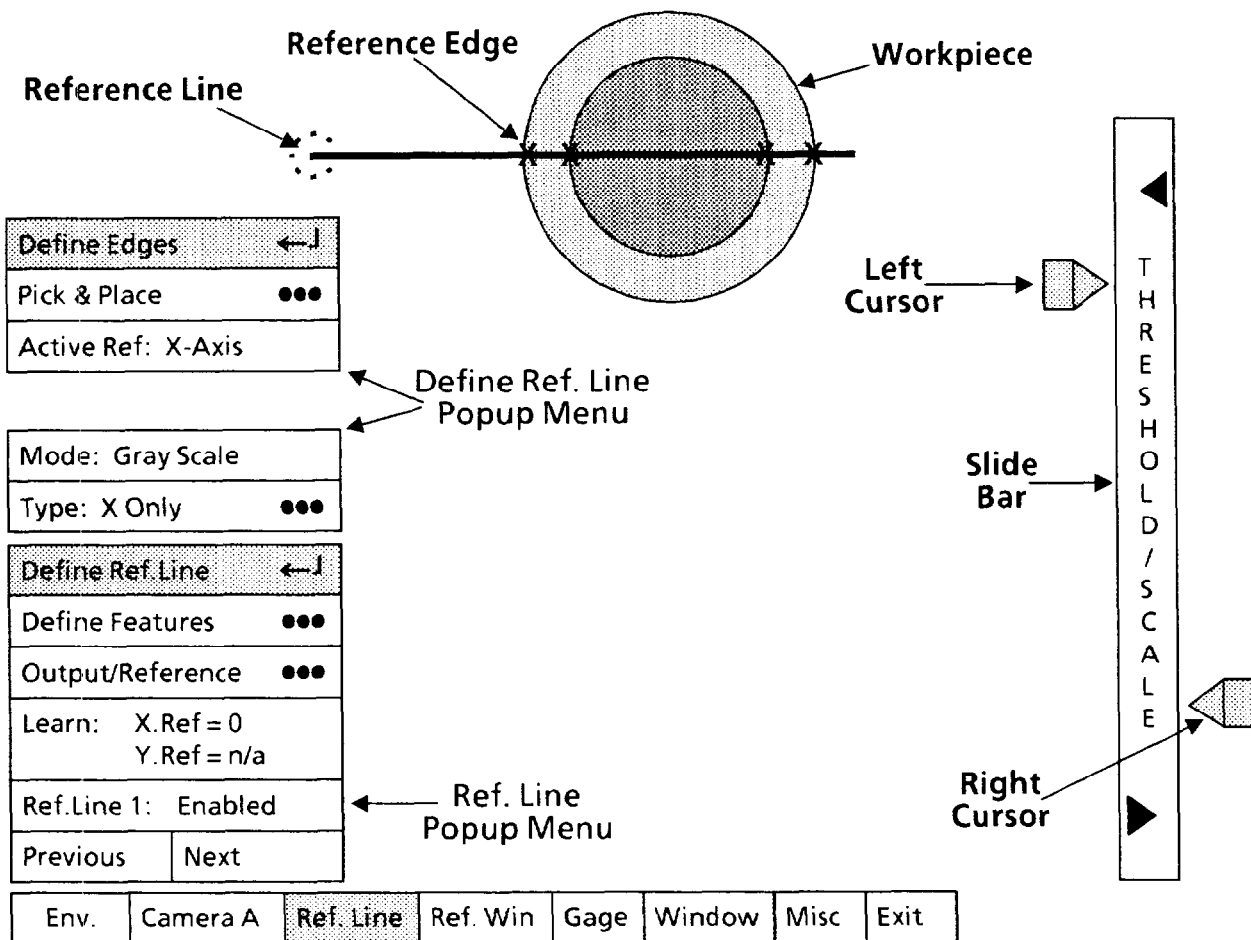 Reference Edge
Workpiece
Reference Line
Define Edges
Pick & Place
Active Ref: X-Axis
Define Ref. Line
Popup Menu
Left
Cursor
Mode: Gray Scale
Type: X Only
Slide
Bar
THRESHOLD/SCALE
Define Ref.Line
Define Features
Output/Reference
Learn: X.Ref = 0
Y.Ref = n/a
Ref.Line 1: Enabled
Ref. Line
Popup Menu
Right
Cursor
Previous Next
Env. Camera A Ref. Line Ref. Win Gage Window Misc Exit